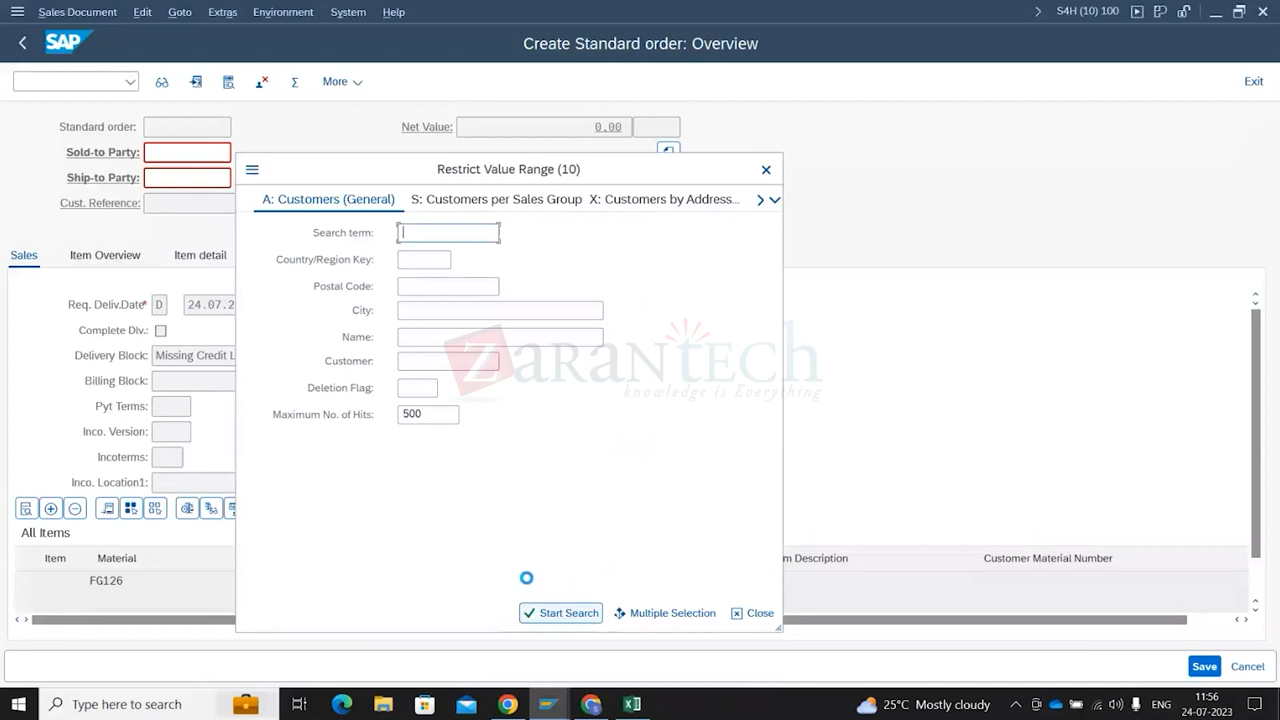 Sales Document Edit Goto Extras Environment System Help S4H (10) 100
SAP Create Standard order: Overview
More Exit
Standard order: Net Value: 0.00
Sold-to Party:
Ship-to Party:
Cust. Reference:
Restrict Value Range (10)
A: Customers (General) S: Customers per Sales Group X: Customers by Address...
Search term:
Country/Region Key:
Postal Code:
City:
Name:
Customer:
Deletion Flag:
Maximum No. of Hits: 500
Start Search Multiple Selection Close
Sales Item Overview Item detail
Req. Deliv.Date* D 24.07.2
Complete Dlv.:
Delivery Block: Missing Credit L
Billing Block:
Pyt Terms:
Inco. Version:
Incoterms:
Inco. Location1:
All Items
Item Material m Description Customer Material Number
FG126
zarantech
knowledge is Everything
Save Cancel
Type here to search 25°C Mostly cloudy ENG 11:56
24-07-2023